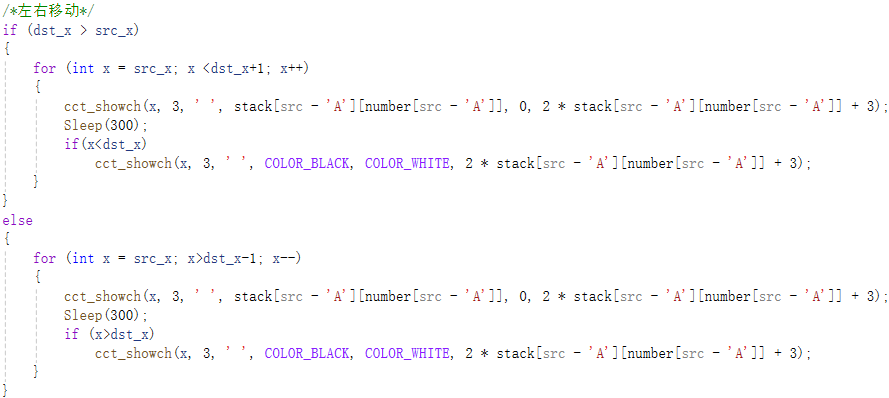 /*左右移动*/
if (dst_x > src_x)
{
    for (int x = src_x; x <dst_x+1; x++)
    {
        cct_showch(x, 3, ' ', stack[src - 'A'][number[src - 'A']], 0, 2 * stack[src - 'A'][number[src - 'A']] + 3);
        Sleep(300);
        if(x<dst_x)
            cct_showch(x, 3, ' ', COLOR_BLACK, COLOR_WHITE, 2 * stack[src - 'A'][number[src - 'A']] + 3);
    }
}
else
{
    for (int x = src_x; x>dst_x-1; x--)
    {
        cct_showch(x, 3, ' ', stack[src - 'A'][number[src - 'A']], 0, 2 * stack[src - 'A'][number[src - 'A']] + 3);
        Sleep(300);
        if (x>dst_x)
            cct_showch(x, 3, ' ', COLOR_BLACK, COLOR_WHITE, 2 * stack[src - 'A'][number[src - 'A']] + 3);
    }
}